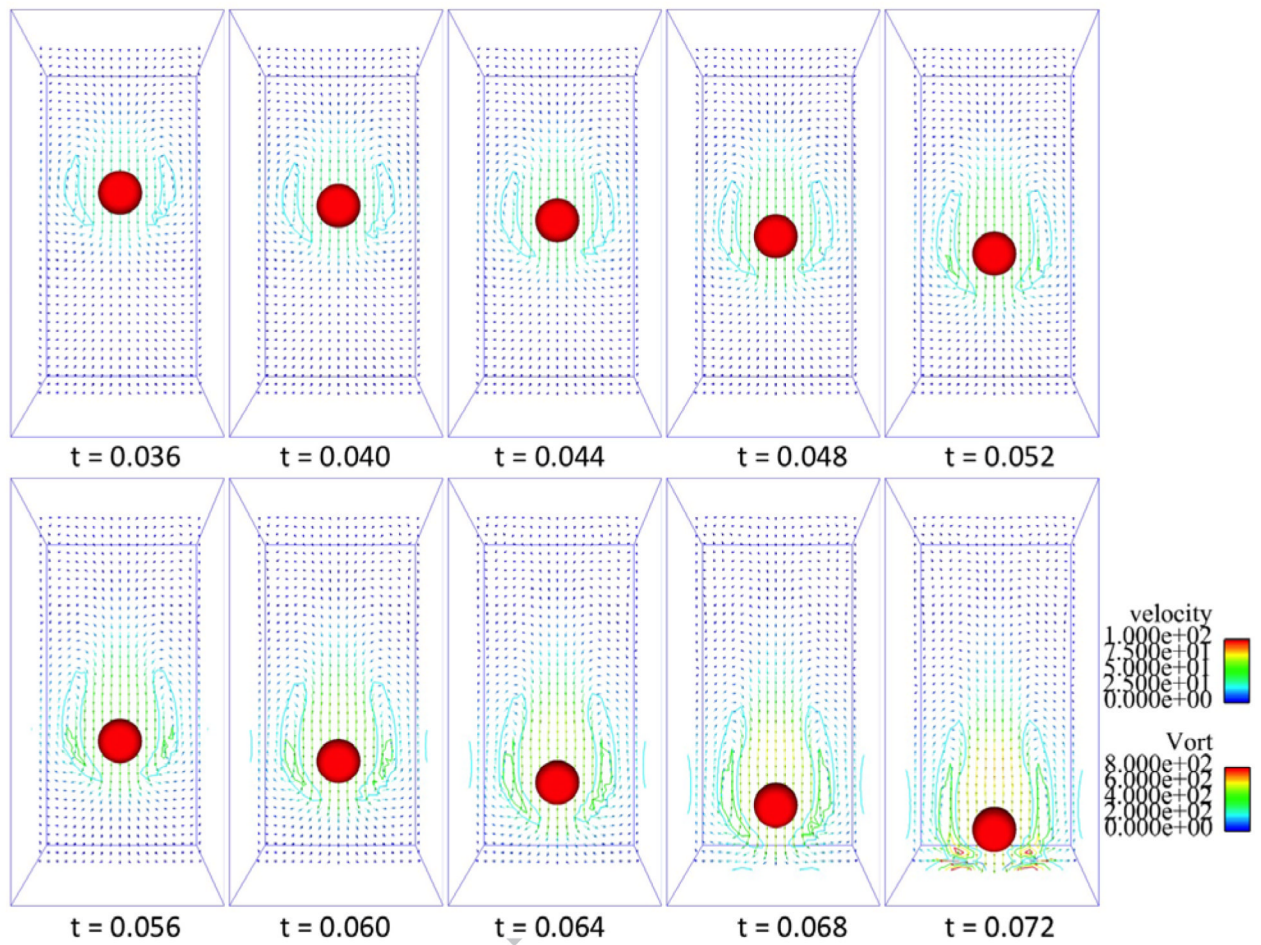 t = 0.036
t = 0.040
t = 0.044
t = 0.048
t = 0.052
t = 0.056
t = 0.060
t = 0.064
t = 0.068
t = 0.072
velocity
1.000e+02
7.500e+01
5.000e+01
2.500e+01
0.000e+00
Vort
8.000e+02
6.000e+02
4.000e+02
2.000e+02
0.000e+00